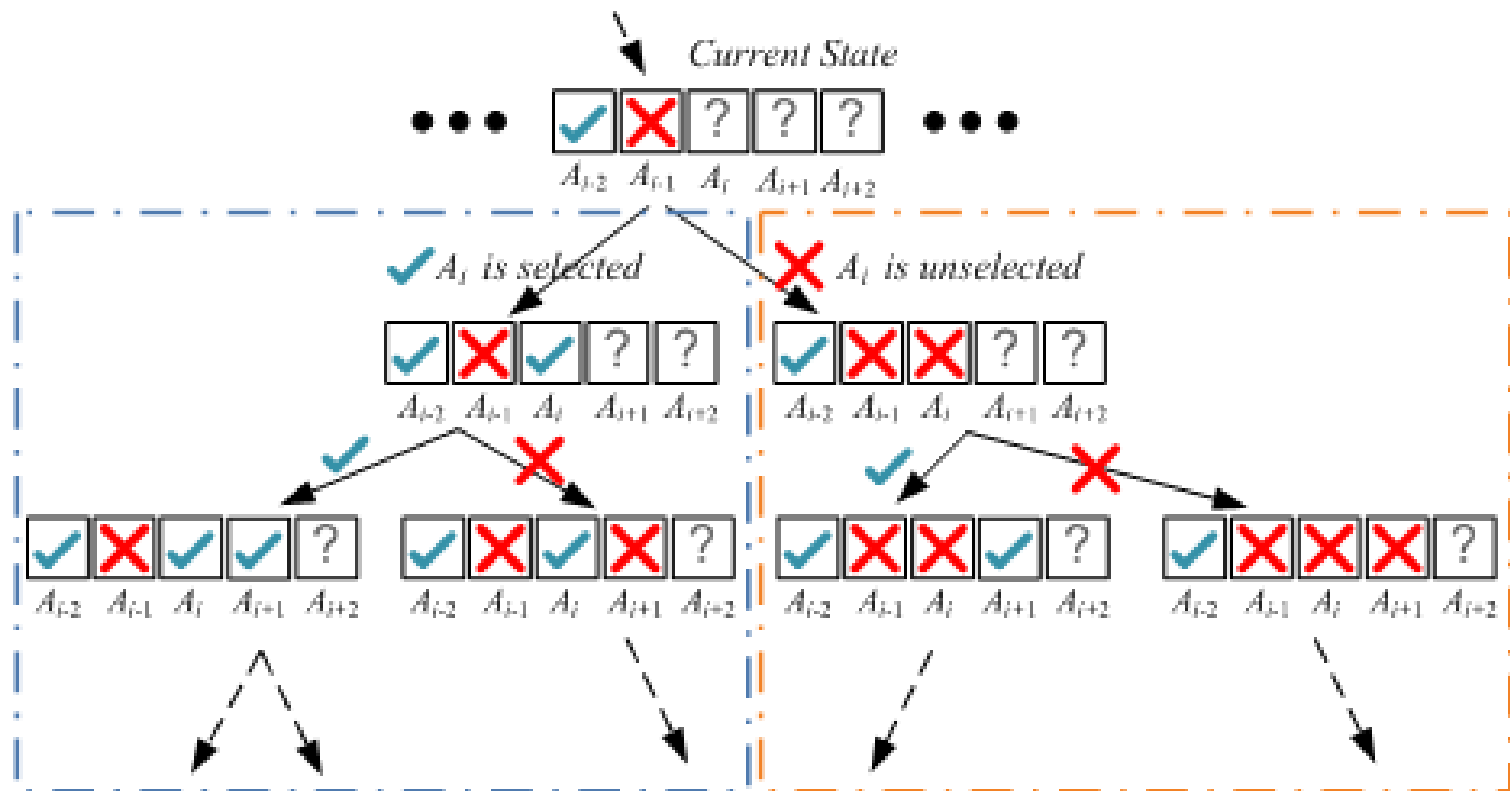 Current State
? ? ?
A_{i-2} A_{i-1} A_i A_{i+1} A_{i+2}
A_i is selected
A_i is unselected
? ?
? ?
A_{i-2} A_{i-1} A_i A_{i+1} A_{i+2}
A_{i-2} A_{i-1} A_i A_{i+1} A_{i+2}
? ? ? ?
A_{i-2} A_{i-1} A_i A_{i+1} A_{i+2}
A_{i-2} A_{i-1} A_i A_{i+1} A_{i+2}
A_{i-2} A_{i-1} A_i A_{i+1} A_{i+2}
A_{i-2} A_{i-1} A_i A_{i+1} A_{i+2}